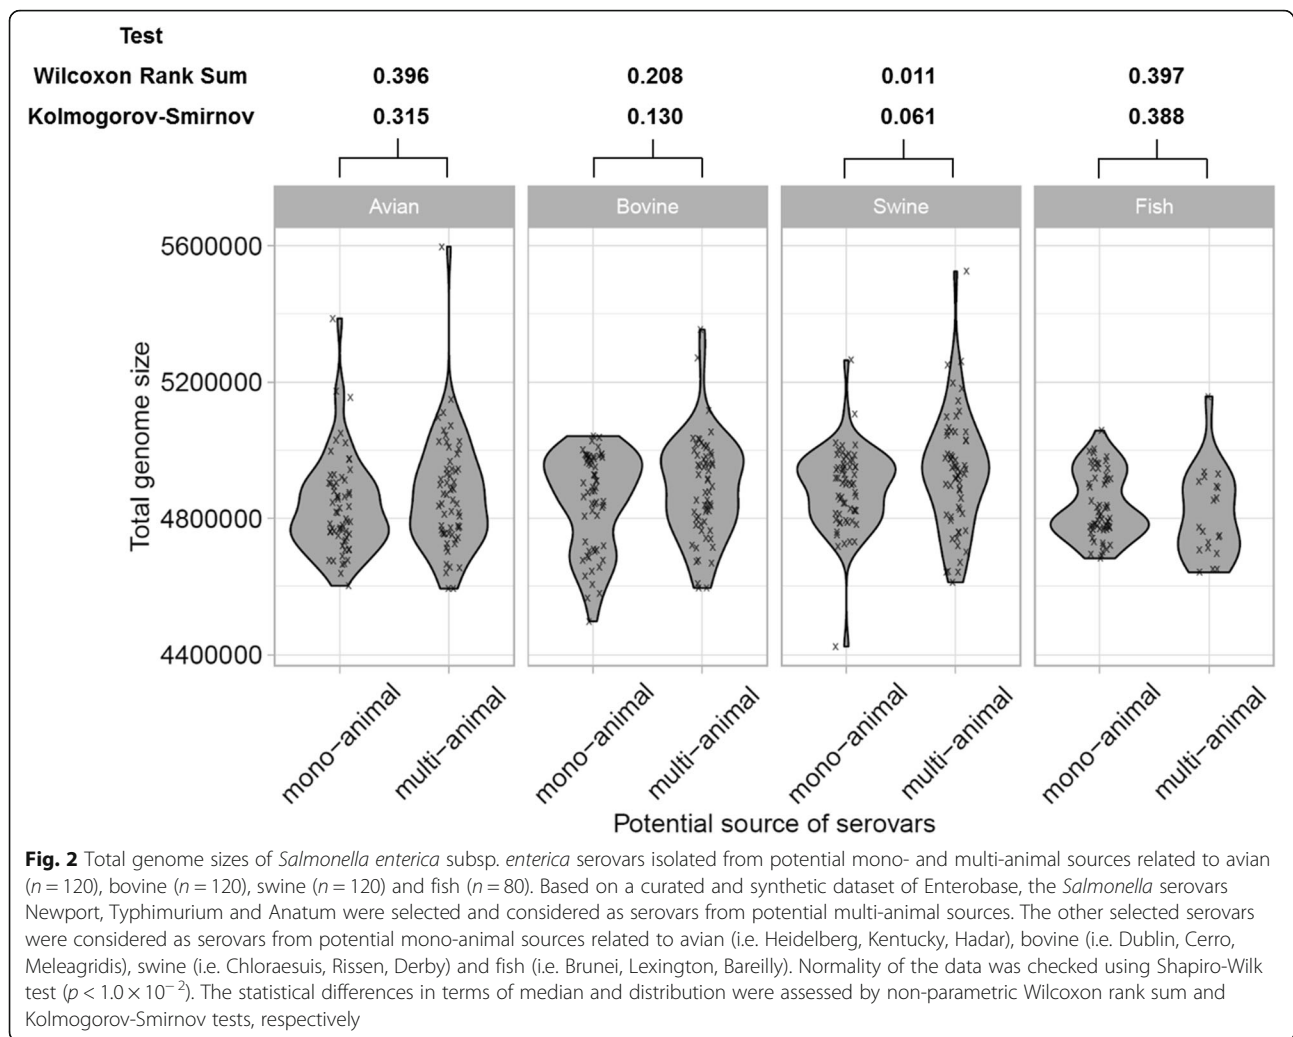 Test
Wilcoxon Rank Sum 0.396 0.208 0.011 0.397
Kolmogorov-Smirnov 0.315 0.130 0.061 0.388
Avian Bovine Swine Fish
5600000
5200000
4800000
4400000
Total genome size
mono-animal multi-animal mono-animal multi-animal mono-animal multi-animal mono-animal multi-animal
Potential source of serovars
Fig. 2 Total genome sizes of Salmonella enterica subsp. enterica serovars isolated from potential mono- and multi-animal sources related to avian
(n = 120), bovine (n = 120), swine (n = 120) and fish (n = 80). Based on a curated and synthetic dataset of Enterobase, the Salmonella serovars
Newport, Typhimurium and Anatum were selected and considered as serovars from potential multi-animal sources. The other selected serovars
were considered as serovars from potential mono-animal sources related to avian (i.e. Heidelberg, Kentucky, Hadar), bovine (i.e. Dublin, Cerro,
Meleagridis), swine (i.e. Chloraesuis, Rissen, Derby) and fish (i.e. Brunei, Lexington, Bareilly). Normality of the data was checked using Shapiro-Wilk
test (p < 1.0 × 10⁻²). The statistical differences in terms of median and distribution were assessed by non-parametric Wilcoxon rank sum and
Kolmogorov-Smirnov tests, respectively